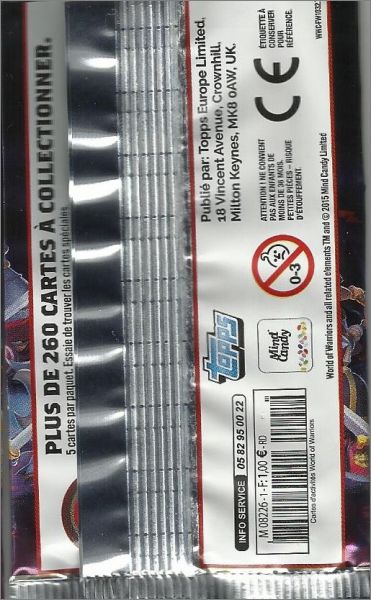 PLUS DE 260 CARTES À COLLECTIONNER.
5 cartes par paquet. Essaie de trouver les cartes spéciales
Publié par: Topps Europe Limited,
18 Vincent Avenue, Crownhill,
Milton Keynes, MK8 0AW, UK.
ATTENTION ! NE CONVIENT
PAS AUX ENFANTS DE
MOINS DE 36 MOIS.
PETITES PIÈCES – RISQUE
D'ÉTOUFFEMENT.
CE
ÉTIQUETTE À
CONSERVER
POUR
RÉFÉRENCE.
0-3
topps
Mind
Candy
World of Warriors and all related elements TM and © 2015 Mind Candy Limited
INFO SERVICE 05 82 95 00 22
M 08226 - 1 - F: 1,00 € - RD
Cartes d'activités World of Warriors